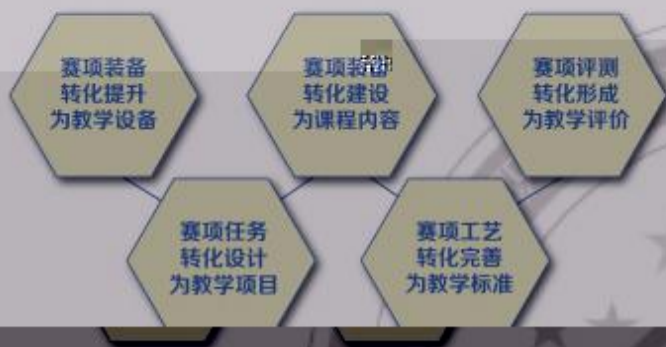 赛项装备
转化提升
为教学设备
赛项
转化建设
为课程内容
赛项评测
转化形成
为教学评价
赛项任务
转化设计
为教学项目
赛项工艺
转化完善
为教学标准